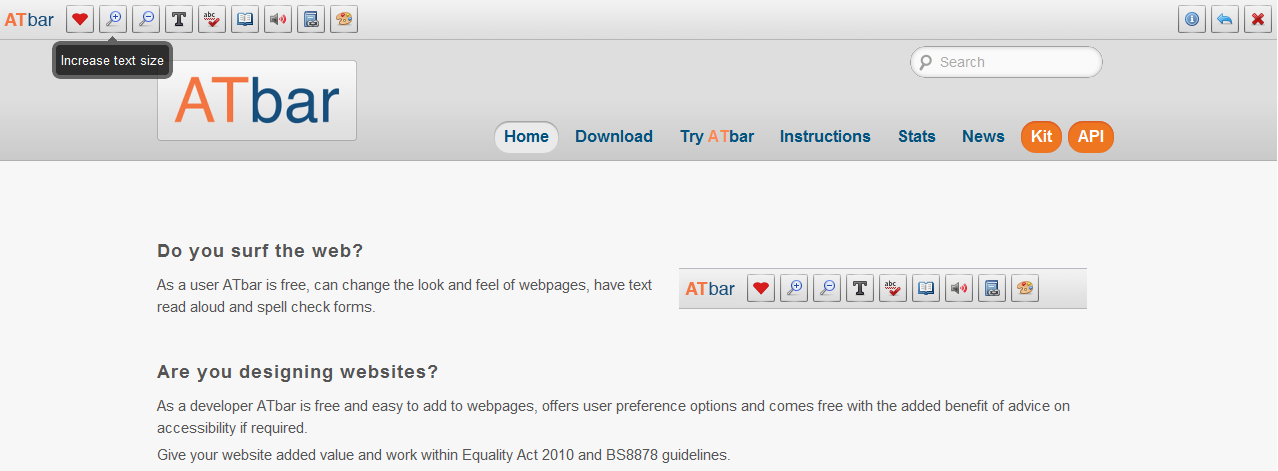 ATbar
T
abc
Increase text size
ATbar
Search
Home Download Try ATbar Instructions Stats News Kit API
Do you surf the web?
As a user ATbar is free, can change the look and feel of webpages, have text
read aloud and spell check forms.
ATbar
T
abc
Are you designing websites?
As a developer ATbar is free and easy to add to webpages, offers user preference options and comes free with the added benefit of advice on
accessibility if required.
Give your website added value and work within Equality Act 2010 and BS8878 guidelines.